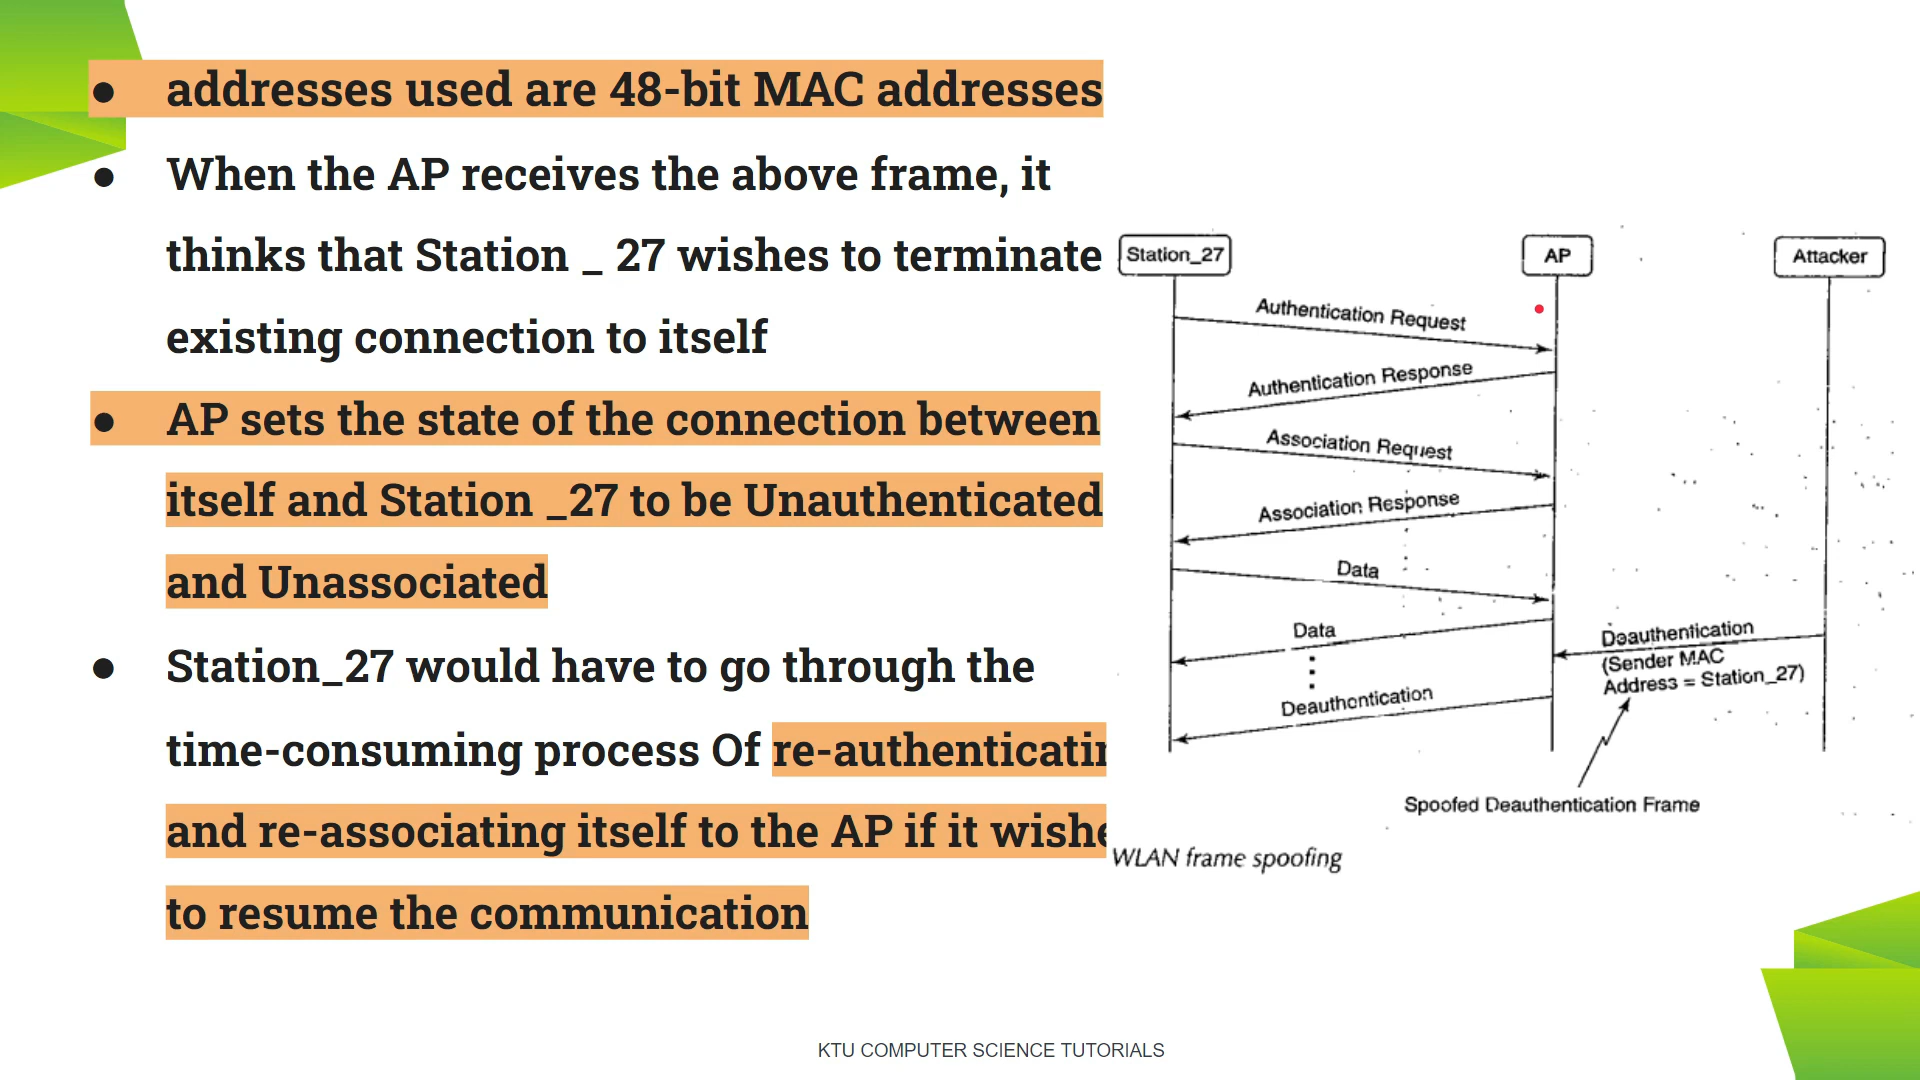 ● addresses used are 48-bit MAC addresses
● When the AP receives the above frame, it
thinks that Station _ 27 wishes to terminate
existing connection to itself
● AP sets the state of the connection between
itself and Station _27 to be Unauthenticated
and Unassociated
● Station_27 would have to go through the
time-consuming process Of re-authenticatin
and re-associating itself to the AP if it wishe
to resume the communication
Station_27
AP
Attacker
Authentication Request
Authentication Response
Association Request
Association Response
Data
Data
Deauthentication
(Sender MAC
Address = Station_27)
Deauthentication
Spoofed Deauthentication Frame
WLAN frame spoofing
KTU COMPUTER SCIENCE TUTORIALS